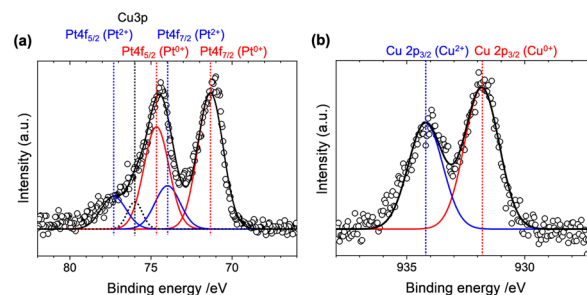 (a)
Cu3p
Pt4f5/2 (Pt2+) Pt4f7/2 (Pt2+)
Pt4f5/2 (Pt0+) Pt4f7/2 (Pt0+)
Intensity (a.u.)
80 75 70
Binding energy /eV
(b)
Cu 2p3/2 (Cu2+) Cu 2p3/2 (Cu0+)
Intensity (a.u.)
935 930
Binding energy /eV